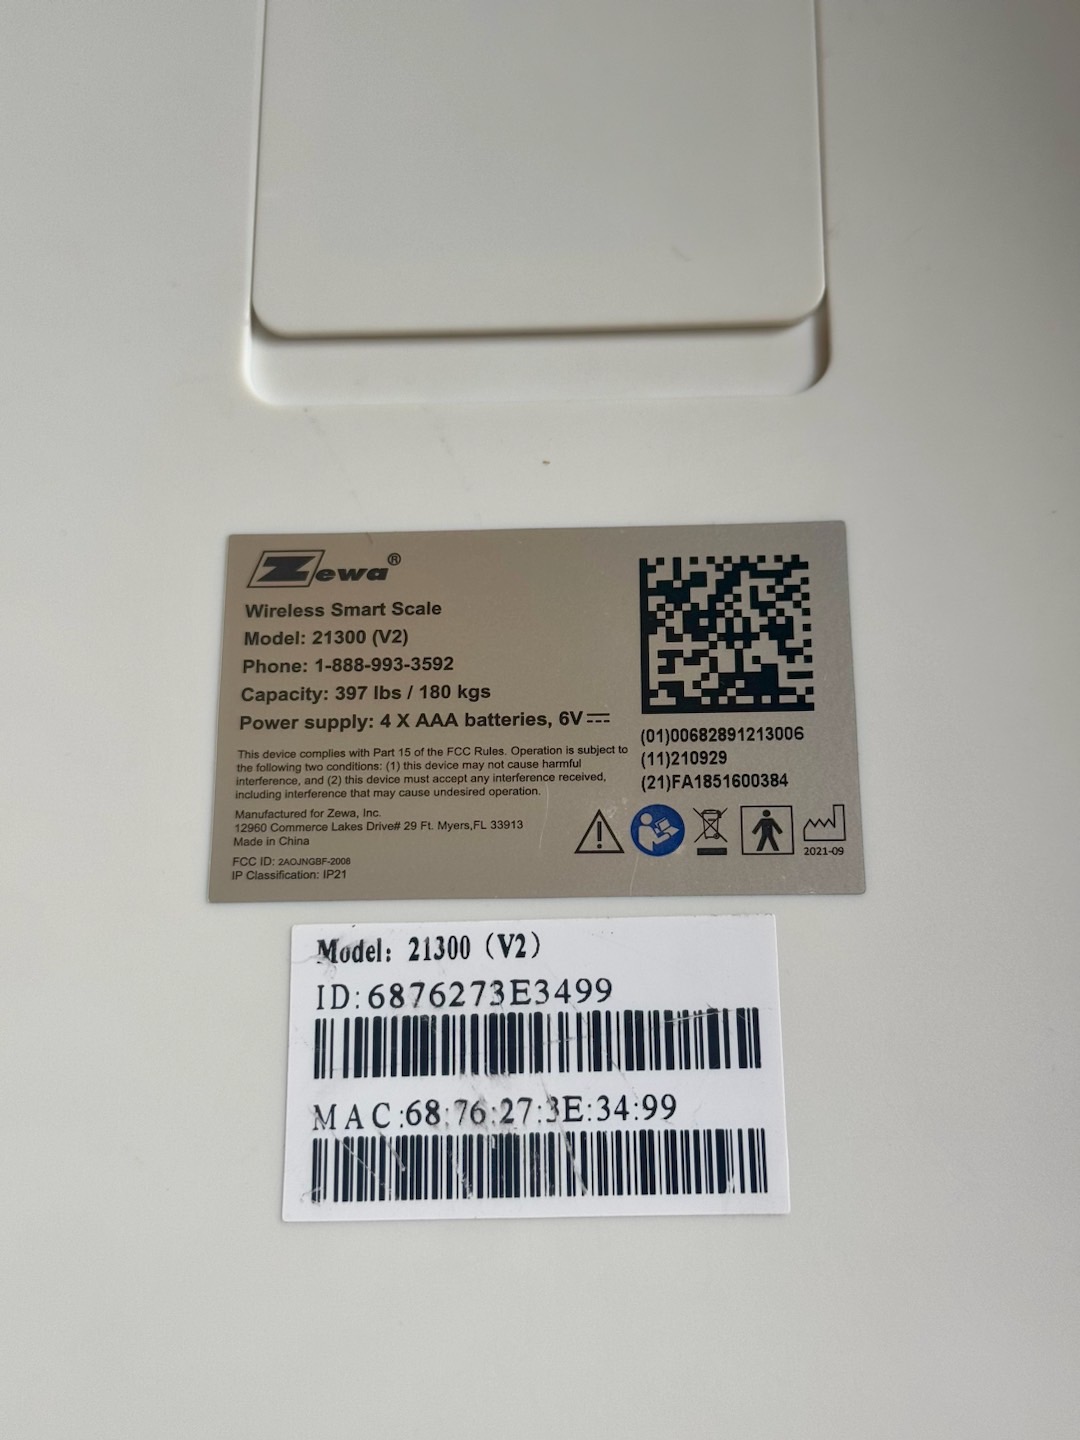 Zewa®
Wireless Smart Scale
Model: 21300 (V2)
Phone: 1-888-993-3592
Capacity: 397 lbs / 180 kgs
Power supply: 4 X AAA batteries, 6V
This device complies with Part 15 of the FCC Rules. Operation is subject to
the following two conditions: (1) this device may not cause harmful
interference, and (2) this device must accept any interference received,
including interference that may cause undesired operation.
Manufactured for Zewa, Inc.
12960 Commerce Lakes Drive# 29 Ft. Myers,FL 33913
Made in China
FCC ID: 2AOJNGBF-2008
IP Classification: IP21
(01)00682891213006
(11)210929
(21)FA1851600384
2021-09
Model: 21300 (V2)
ID:6876273E3499
MAC:68:76:27:3E:34:99